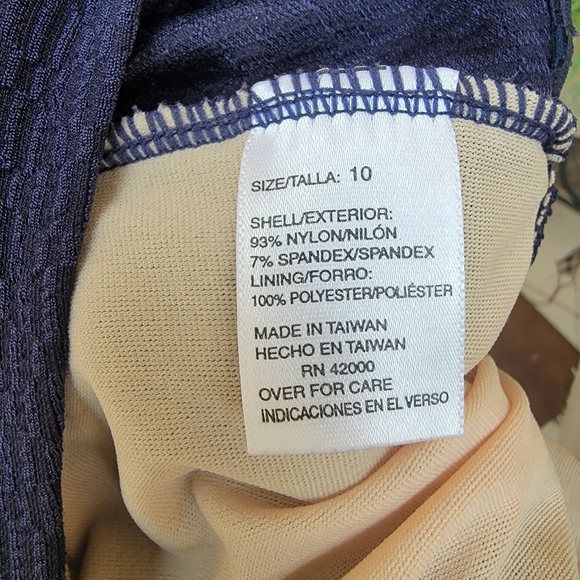 SIZE/TALLA: 10
SHELL/EXTERIOR:
93% NYLON/NILÓN
7% SPANDEX/SPANDEX
LINING/FORRO:
100% POLYESTER/POLIÉSTER
MADE IN TAIWAN
HECHO EN TAIWAN
RN 42000
OVER FOR CARE
INDICACIONES EN EL VERSO